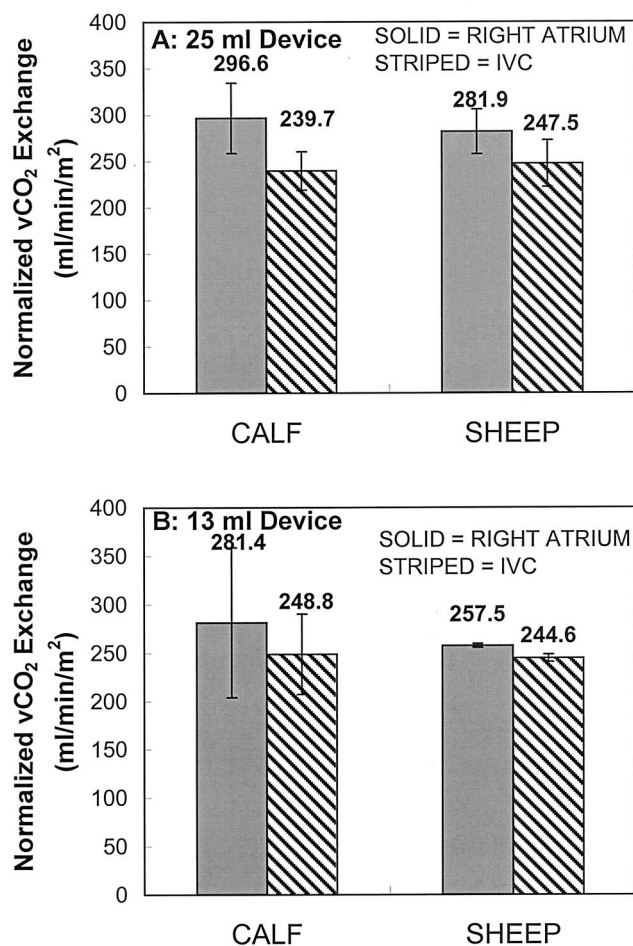 A: 25 ml Device
SOLID = RIGHT ATRIUM
STRIPED = IVC
Normalized vCO₂ Exchange
(ml/min/m²)
400
350
300
250
200
150
100
50
0
296.6
239.7
281.9
247.5
CALF
SHEEP
B: 13 ml Device
SOLID = RIGHT ATRIUM
STRIPED = IVC
Normalized vCO₂ Exchange
(ml/min/m²)
400
350
300
250
200
150
100
50
0
281.4
248.8
257.5
244.6
CALF
SHEEP